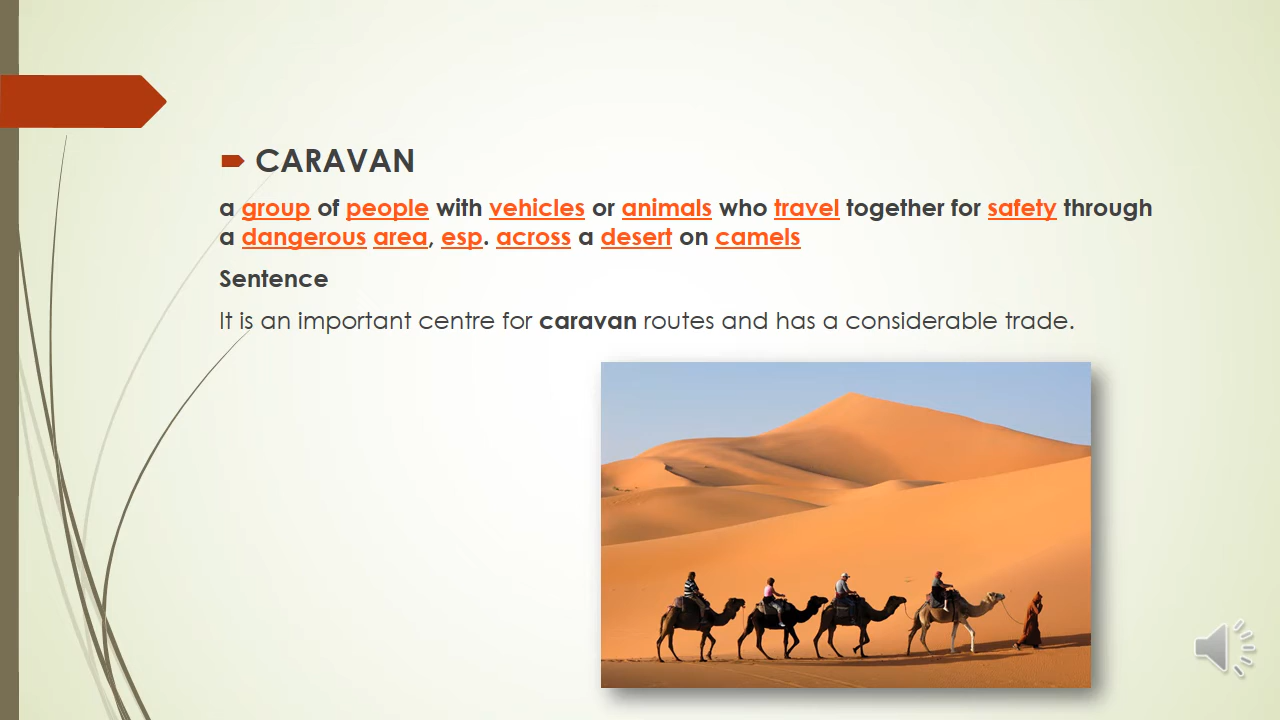 CARAVAN
a group of people with vehicles or animals who travel together for safety through
a dangerous area, esp. across a desert on camels
Sentence
It is an important centre for caravan routes and has a considerable trade.